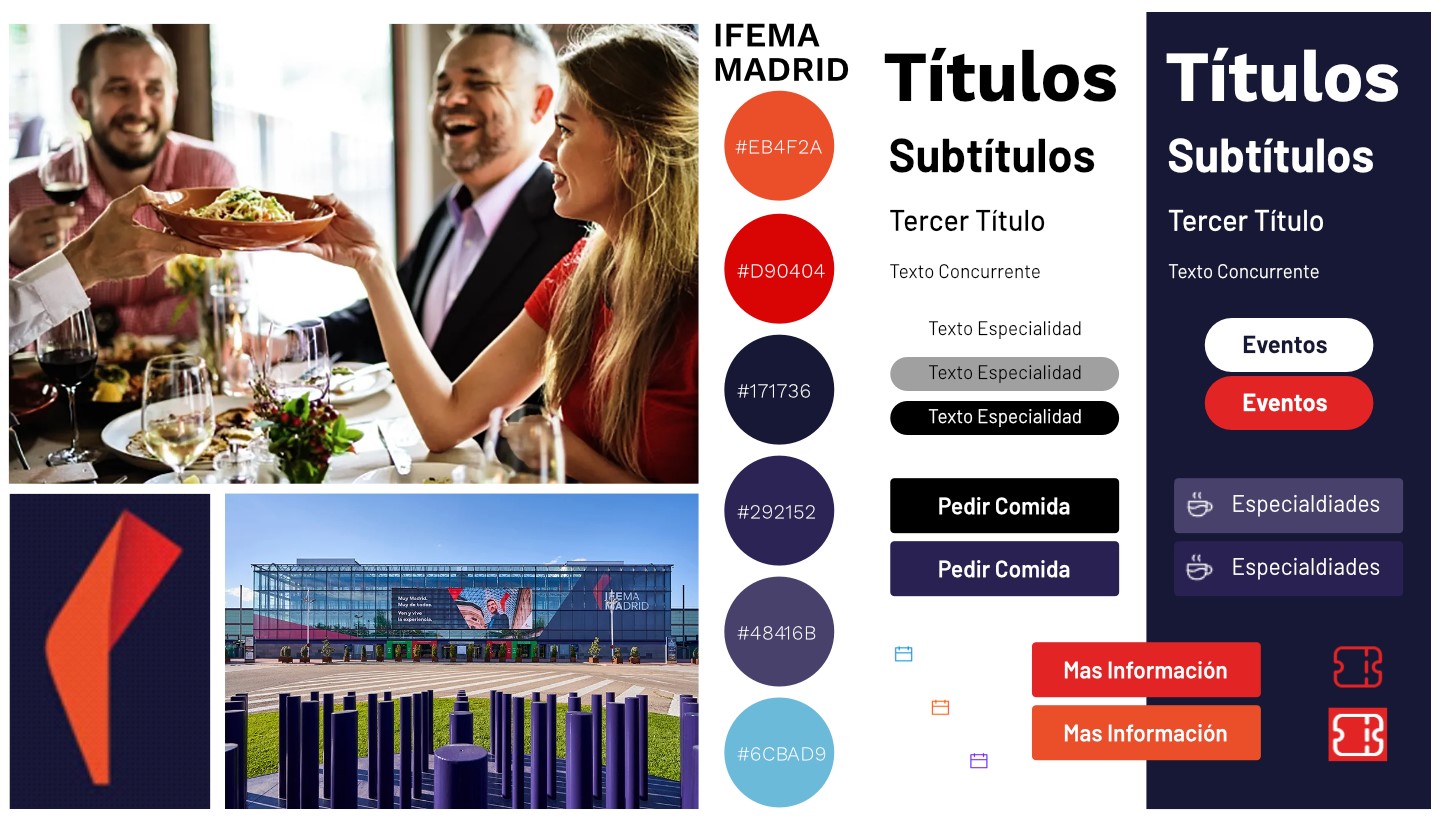 IFEMA
MADRID
#EB4F2A
#D90404
#171736
#292152
#48416B
#6CBAD9
Títulos
Subtítulos
Tercer Título
Texto Concurrente
Texto Especialidad
Texto Especialidad
Texto Especialidad
Pedir Comida
Pedir Comida
Títulos
Subtítulos
Tercer Título
Texto Concurrente
Eventos
Eventos
Especialdiades
Especialdiades
Mas Información
Mas Información
Muy Madrid.
Muy de todos.
Ven y vive
la experiencia.
IFEMA
MADRID